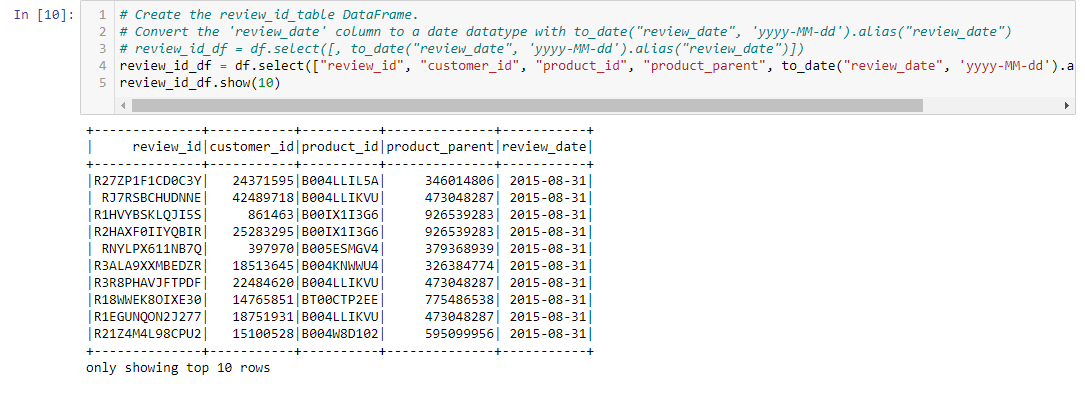 In [10]:
1 # Create the review_id_table DataFrame.
2 # Convert the 'review_date' column to a date datatype with to_date("review_date", 'yyyy-MM-dd').alias("review_date")
3 # review_id_df = df.select([, to_date("review_date", 'yyyy-MM-dd').alias("review_date")])
4 review_id_df = df.select(["review_id", "customer_id", "product_id", "product_parent", to_date("review_date", 'yyyy-MM-dd').a
5 review_id_df.show(10)
+--------------+-----------+----------+--------------+-----------+
|     review_id|customer_id|product_id|product_parent|review_date|
+--------------+-----------+----------+--------------+-----------+
|R27ZP1F1CD0C3Y|   24371595|B004LLIL5A|     346014806| 2015-08-31|
| RJ7RSBCHUDNNE|   42489718|B004LLIKVU|     473048287| 2015-08-31|
|R1HVYBSKLQJI5S|     861463|B00IX1I3G6|     926539283| 2015-08-31|
|R2HAXF0IIYQBIR|   25283295|B00IX1I3G6|     926539283| 2015-08-31|
| RNYLPX611NB7Q|     397970|B005ESMGV4|     379368939| 2015-08-31|
|R3ALA9XXMBEDZR|   18513645|B004KNWWU4|     326384774| 2015-08-31|
|R3R8PHAVJFTPDF|   22484620|B004LLIKVU|     473048287| 2015-08-31|
|R18WWEK8OIXE30|   14765851|BT00CTP2EE|     775486538| 2015-08-31|
|R1EGUNQON2J277|   18751931|B004LLIKVU|     473048287| 2015-08-31|
|R21Z4M4L98CPU2|   15100528|B004W8D102|     595099956| 2015-08-31|
+--------------+-----------+----------+--------------+-----------+
only showing top 10 rows